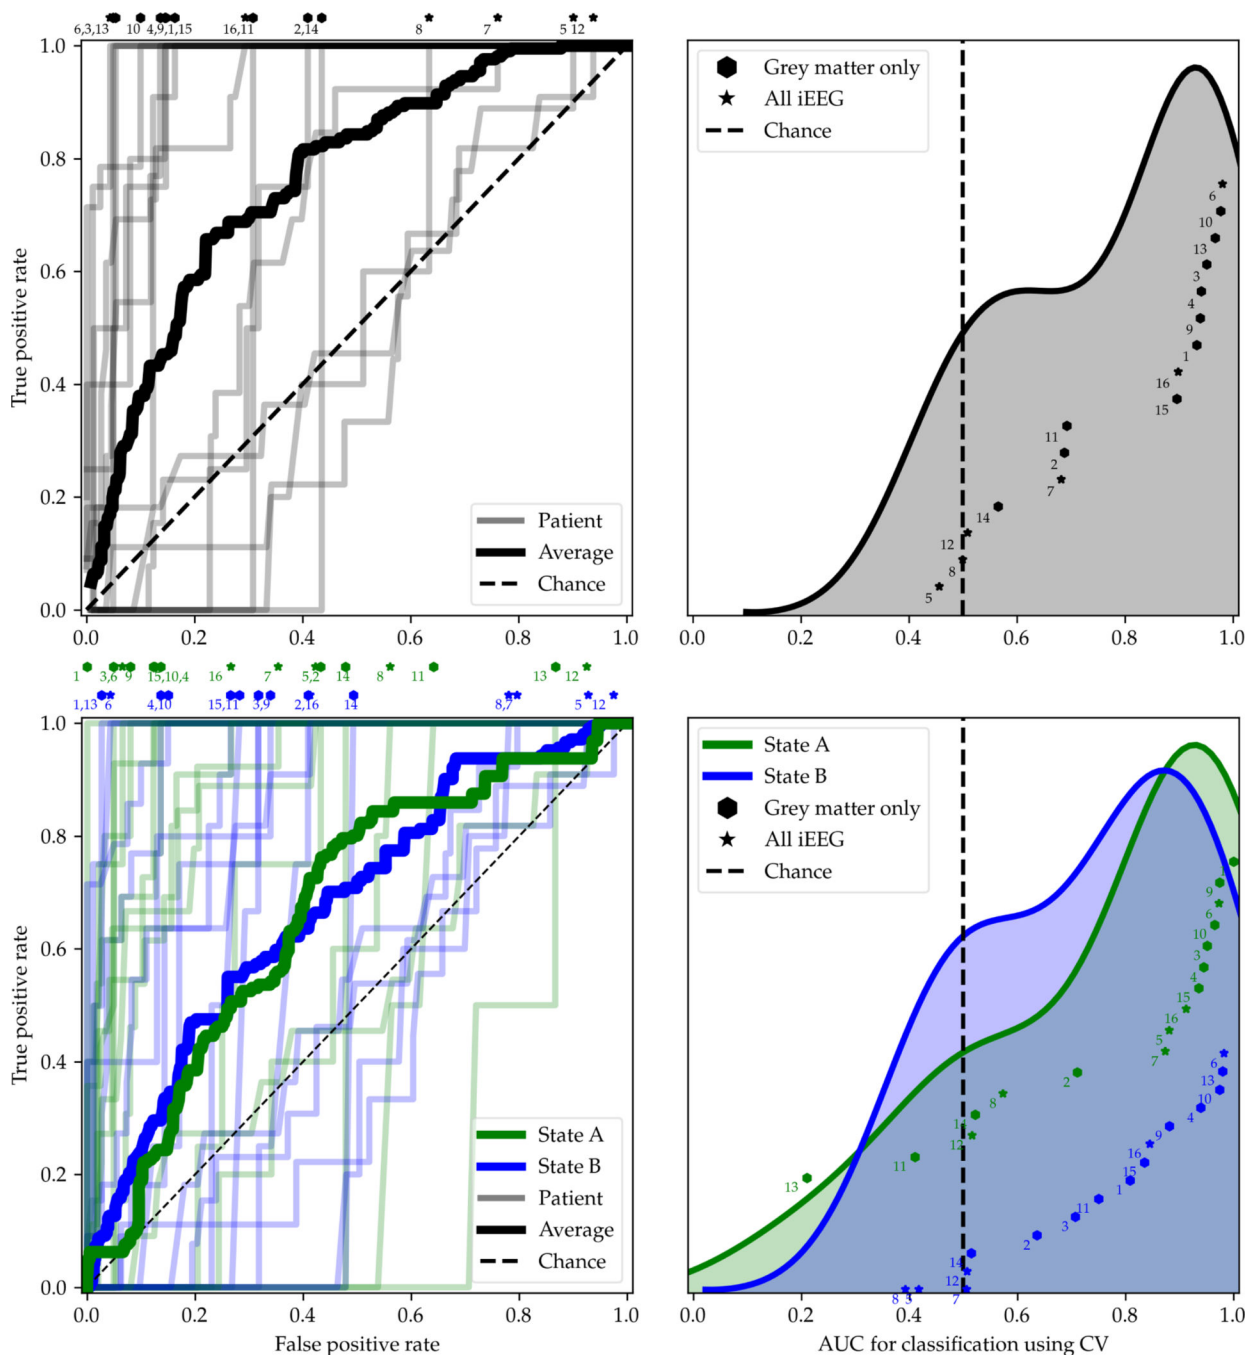 6,3,13 10 4,9,1,15 16,11 2,14 8 7 5 12
1.0
0.8
0.6
0.4
0.2
0.0
True positive rate
Patient
Average
Chance
0.0 0.2 0.4 0.6 0.8 1.0
Grey matter only
All iEEG
Chance
6
10
13
3
4
9
1
16
15
11
2
7
14
12
8
5
0.0 0.2 0.4 0.6 0.8 1.0
1 3,6 9 15,10,4 16 7 5,2 14 8 11 13 12
1,13 6 4,10 15,11 3,9 2,16 14 8,7 5 12
1.0
0.8
0.6
0.4
0.2
0.0
True positive rate
State A
State B
Patient
Average
Chance
0.0 0.2 0.4 0.6 0.8 1.0
False positive rate
State A
State B
Grey matter only
All iEEG
Chance
1
9
6
10
3
4
15
16
5
7
2
8
12
11
13
6
13
10
4
9
16
15
1
11
3
2
14
12
8 5 7
0.0 0.2 0.4 0.6 0.8 1.0
AUC for classification using CV